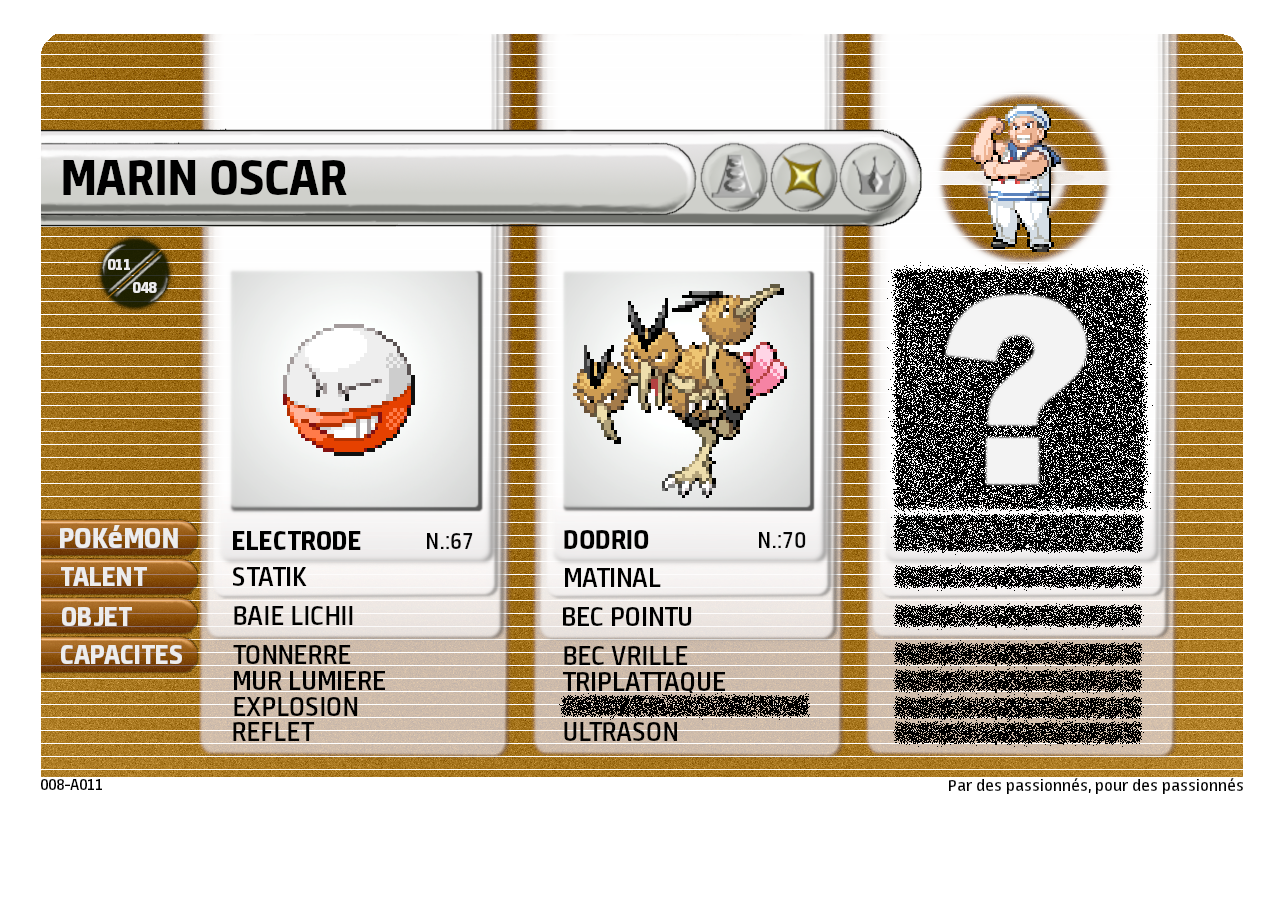 MARIN OSCAR
011
048
?
POKéMON
ELECTRODE N.:67
DODRIO N.:70
TALENT
STATIK
MATINAL
OBJET
BAIE LICHII
BEC POINTU
CAPACITES
TONNERRE
MUR LUMIERE
EXPLOSION
REFLET
BEC VRILLE
TRIPLATTAQUE
ULTRASON
008-A011
Par des passionnés, pour des passionnés